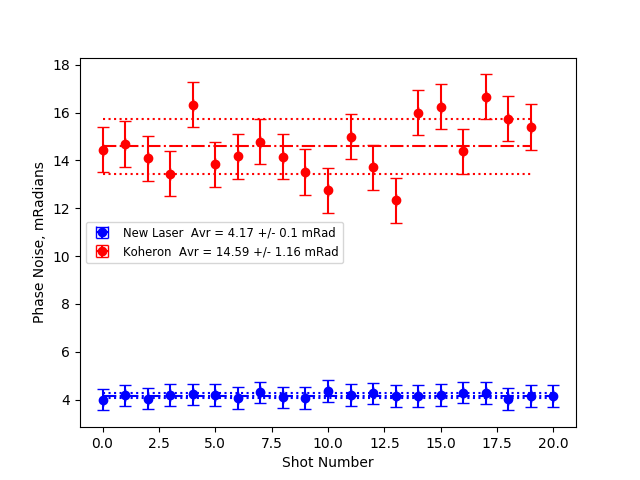 18
16
14
12
10
8
6
4
Phase Noise, mRadians
New Laser  Avr = 4.17 +/- 0.1 mRad
Koheron  Avr = 14.59 +/- 1.16 mRad
0.0 2.5 5.0 7.5 10.0 12.5 15.0 17.5 20.0
Shot Number